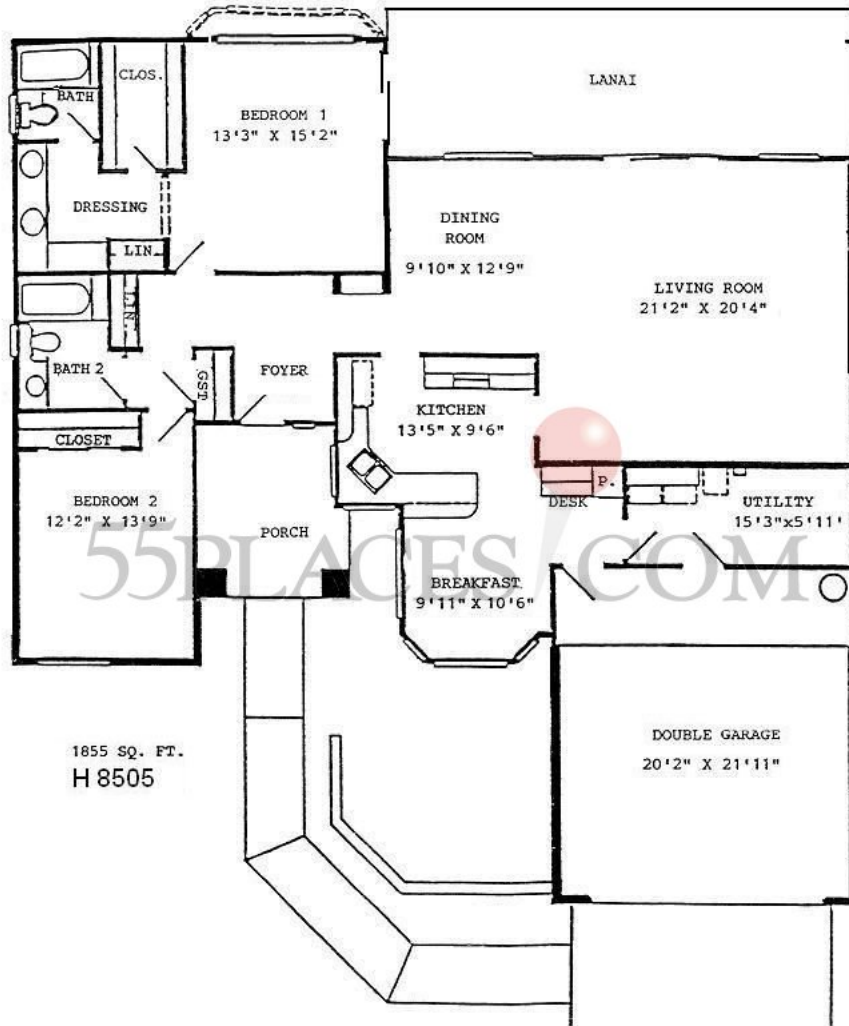 CLOS.
BATH
BEDROOM 1
13'3" X 15'2"
LANAI
DRESSING
LIN.
DINING
ROOM
9'10" X 12'9"
LIVING ROOM
21'2" X 20'4"
LIN.
BATH 2
GST
FOYER
KITCHEN
13'5" X 9'6"
CLOSET
BEDROOM 2
12'2" X 13'9"
PORCH
P.
DESK
UTILITY
15'3"x5'11'
55PLACES.COM
BREAKFAST
9'11" X 10'6"
DOUBLE GARAGE
20'2" X 21'11"
1855 SQ. FT.
H 8505